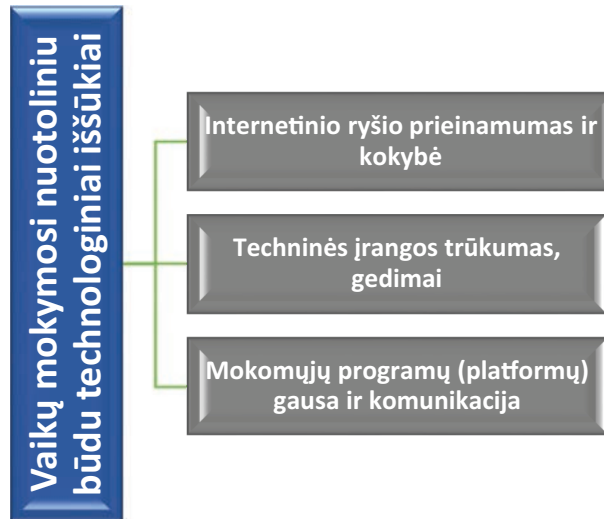 Vaikų mokymosi nuotoliniu
būdu technologiniai iššūkiai
Internetinio ryšio prieinamumas ir
kokybė
Techninės įrangos trūkumas,
gedimai
Mokomųjų programų (platformų)
gausa ir komunikacija